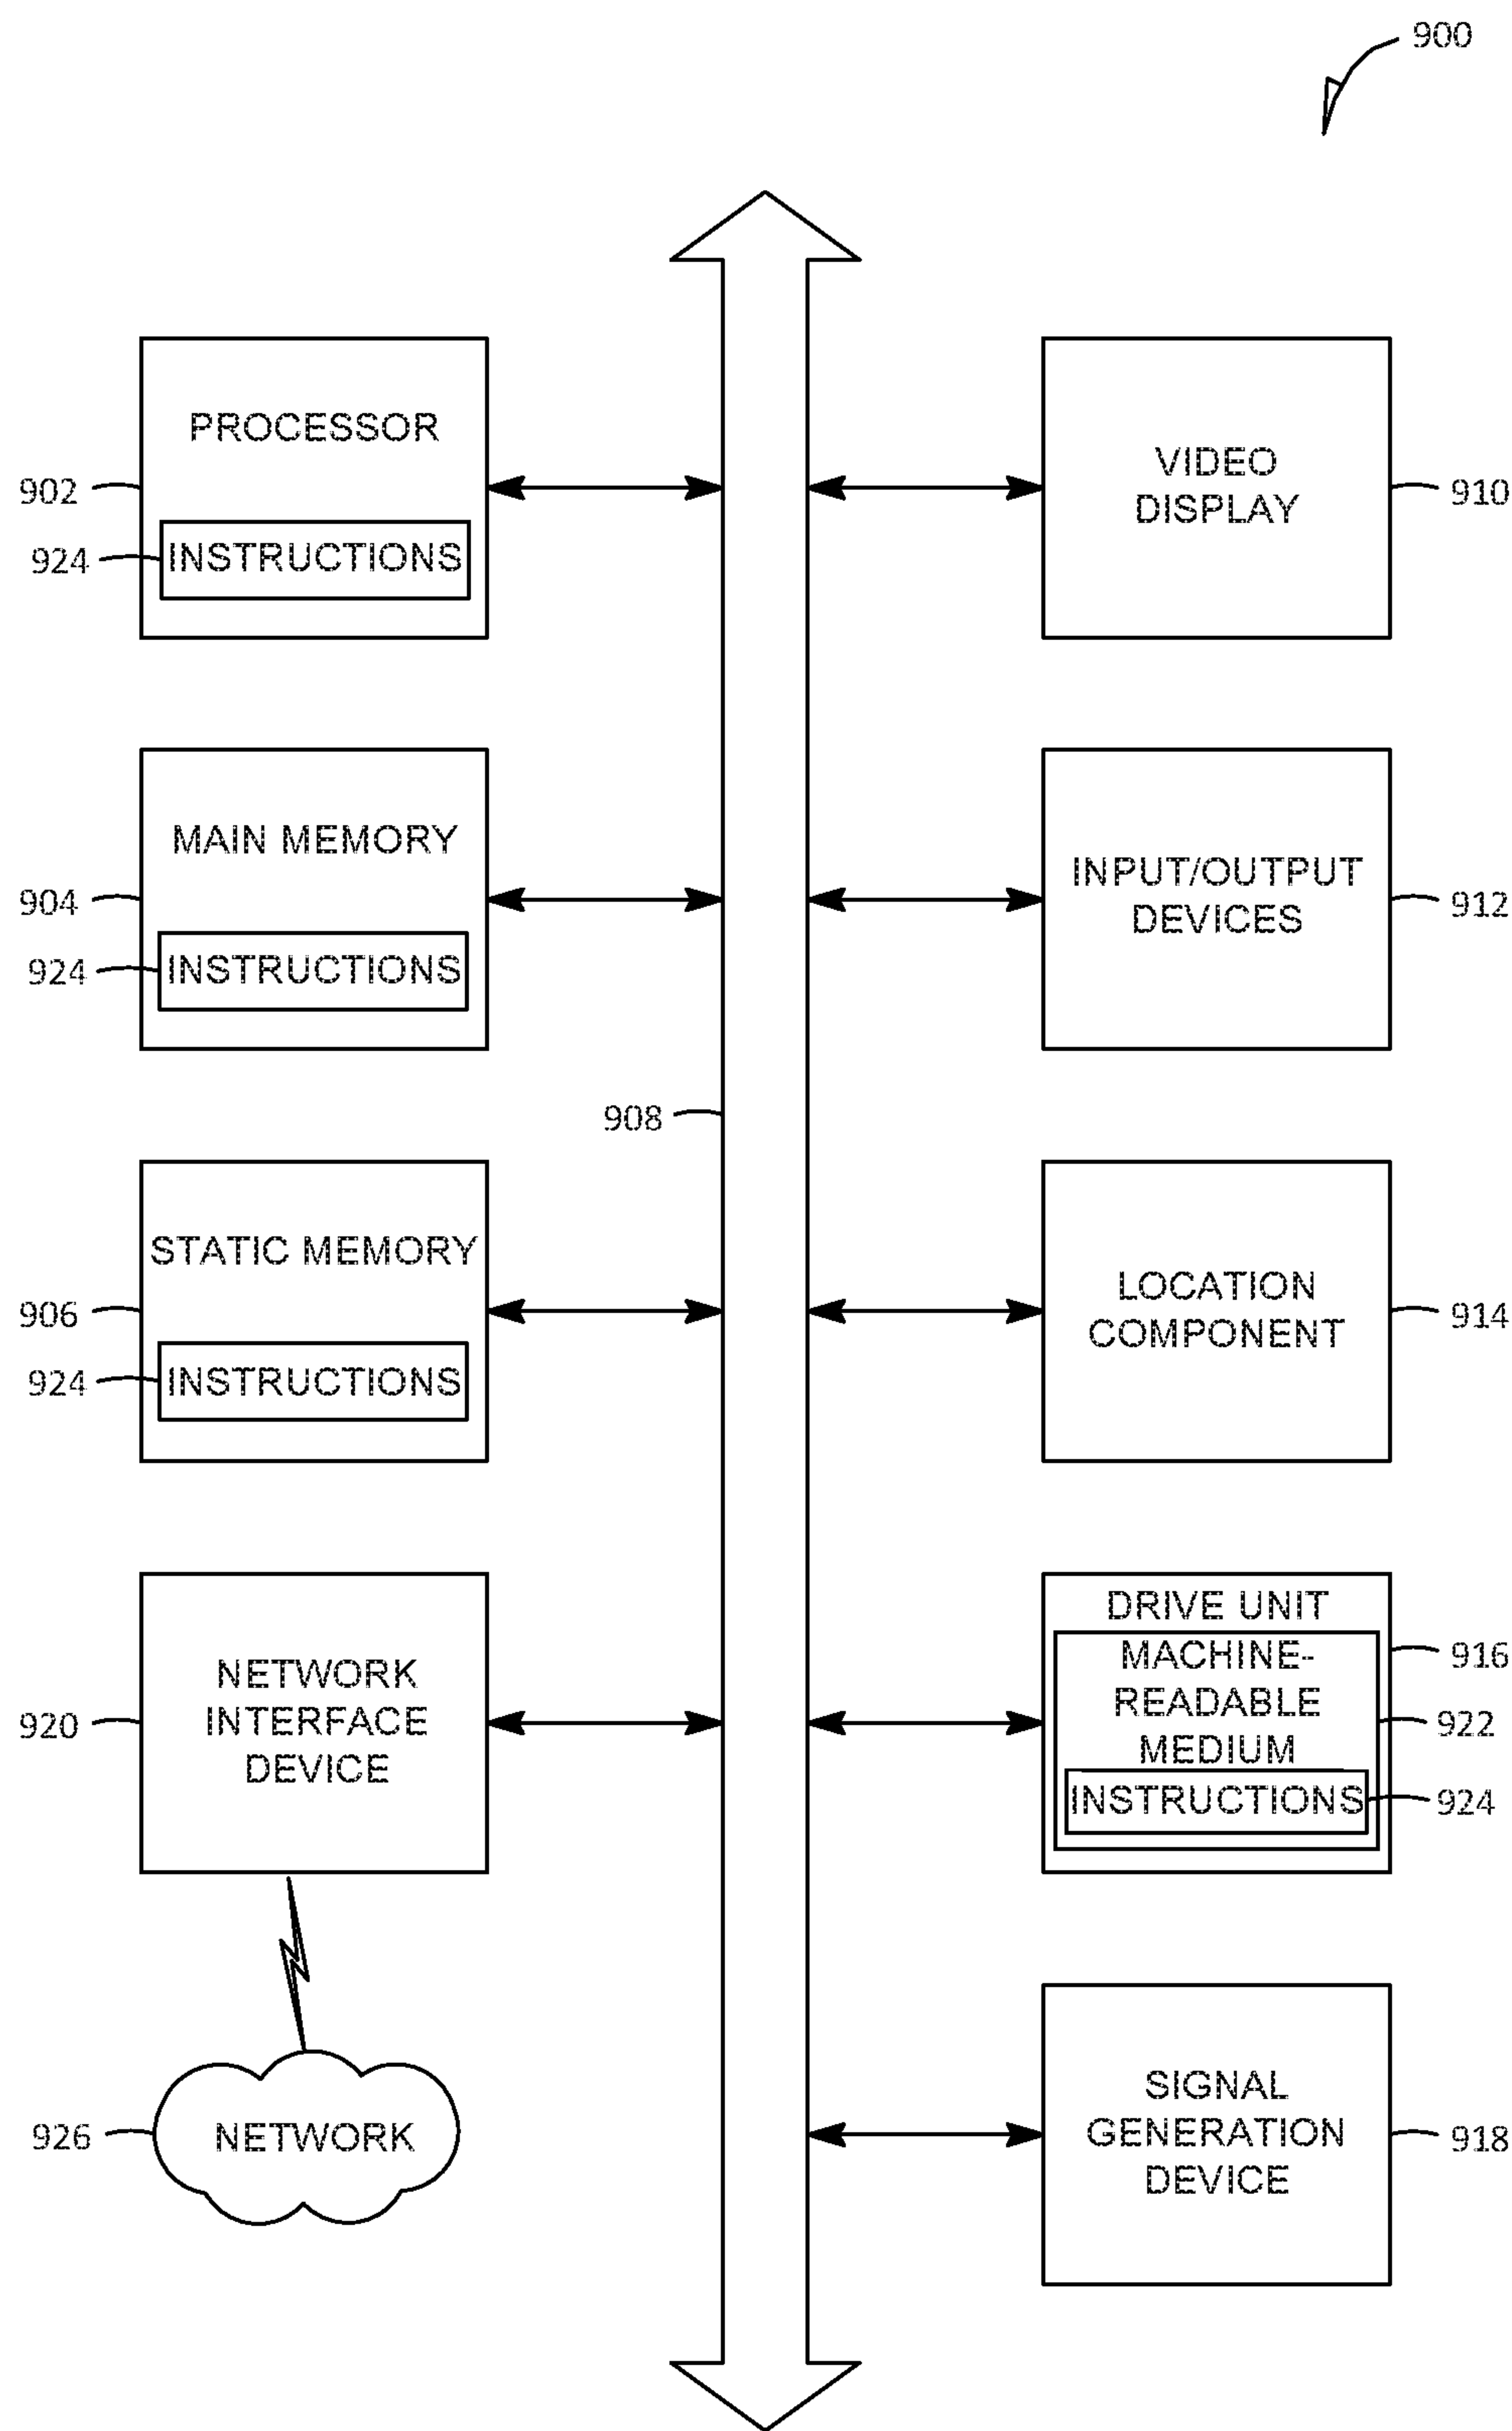 900
PROCESSOR
902
924
INSTRUCTIONS
VIDEO
DISPLAY
910
MAIN MEMORY
904
924
INSTRUCTIONS
INPUT/OUTPUT
DEVICES
912
908
STATIC MEMORY
906
924
INSTRUCTIONS
LOCATION
COMPONENT
914
NETWORK
INTERFACE
DEVICE
920
DRIVE UNIT
916
MACHINE-
READABLE
MEDIUM
922
INSTRUCTIONS
924
926
NETWORK
SIGNAL
GENERATION
DEVICE
918